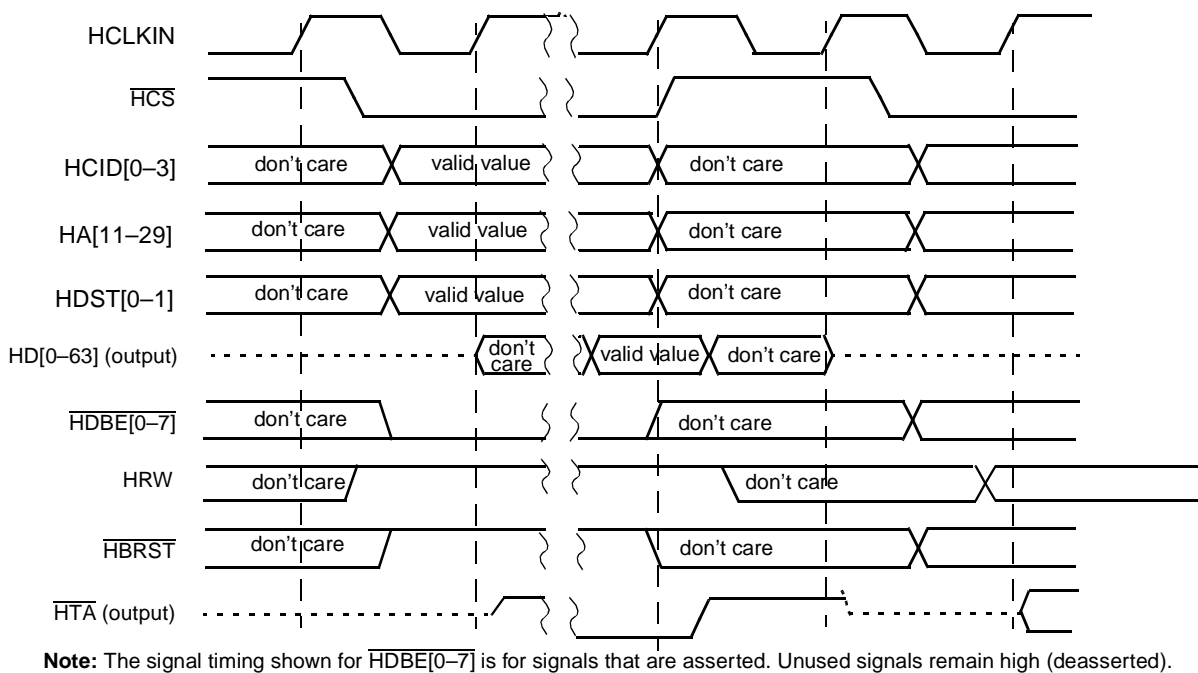 HCLKIN
HCS
HCID[0–3] don't care valid value don't care
HA[11–29] don't care valid value don't care
HDST[0–1] don't care valid value don't care
HD[0–63] (output) don't care valid value don't care
HDBE[0–7] don't care don't care
HRW don't care don't care
HBRST don't care don't care
HTA (output)
Note: The signal timing shown for HDBE[0–7] is for signals that are asserted. Unused signals remain high (deasserted).